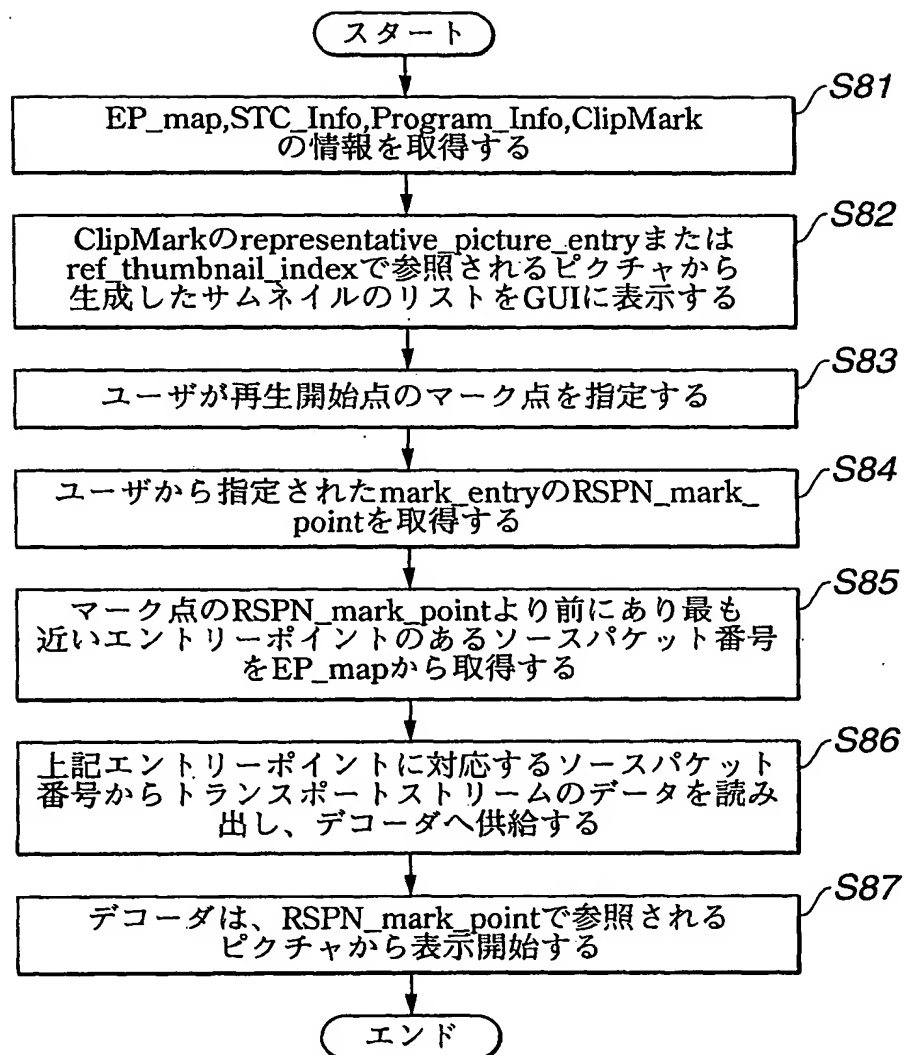 スタート
S81
EP_map,STC_Info,Program_Info,ClipMark
の情報を取得する
S82
ClipMarkのrepresentative_picture_entryまたは
ref_thumbnail_indexで参照されるピクチャから
生成したサムネイルのリストをGUIに表示する
S83
ユーザが再生開始点のマーク点を指定する
S84
ユーザから指定されたmark_entryのRSPN_mark_
pointを取得する
S85
マーク点のRSPN_mark_pointより前にあり最も
近いエントリーポイントのあるソースパケット番号
をEP_mapから取得する
S86
上記エントリーポイントに対応するソースパケット
番号からトランスポートストリームのデータを読み
出し、デコーダへ供給する
S87
デコーダは、RSPN_mark_pointで参照される
ピクチャから表示開始する
エンド